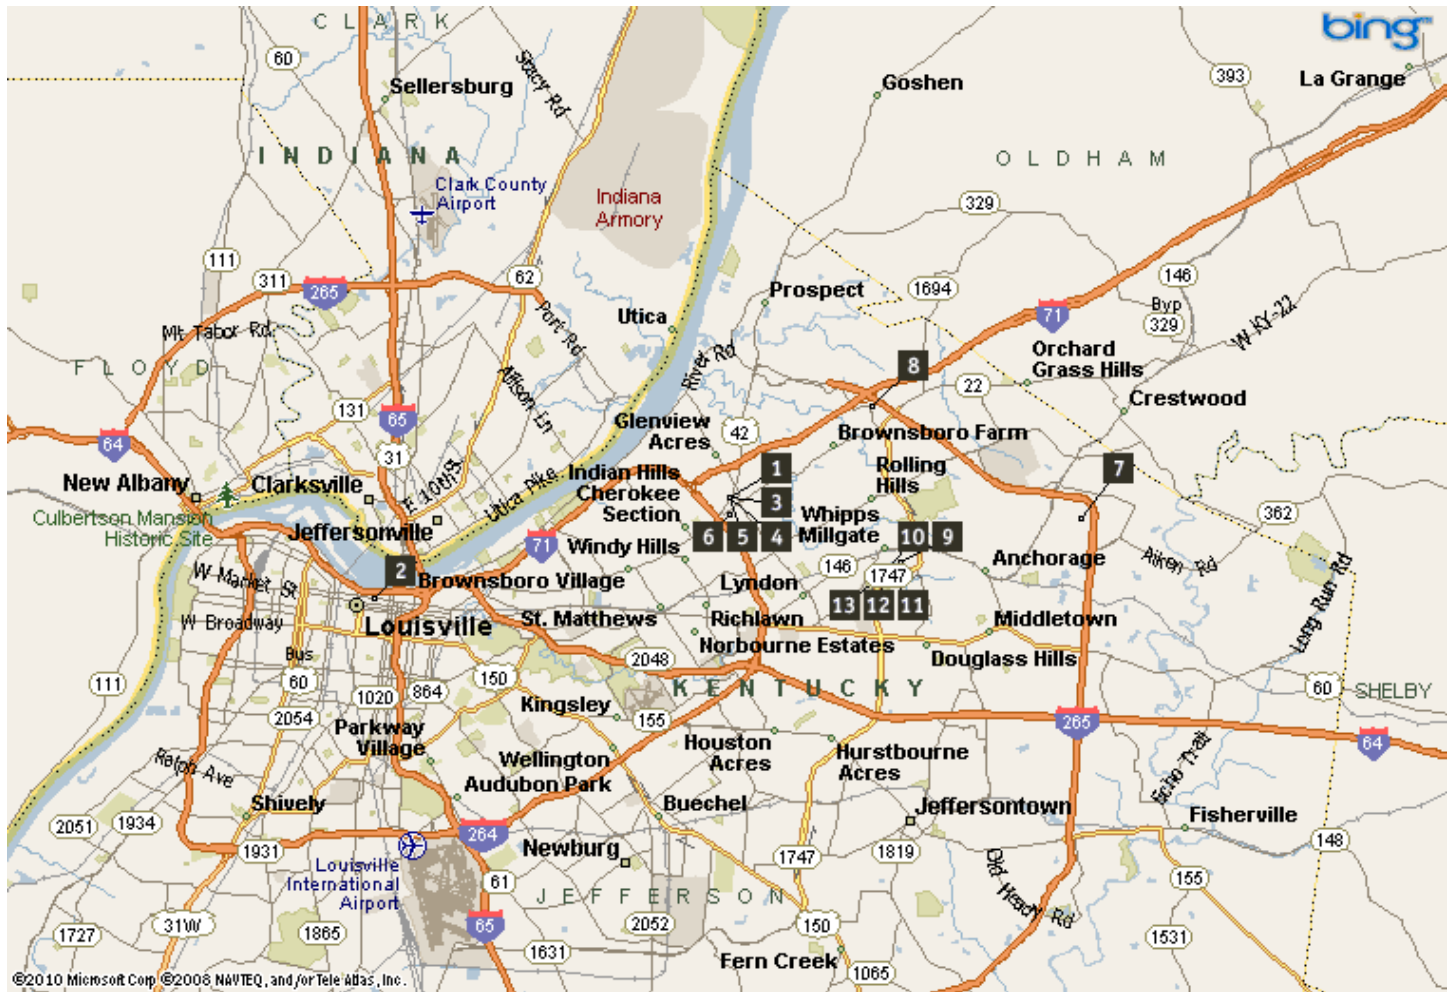 CLARK
bing
60
Sellersburg
Stacy Rd
Goshen
393
La Grange
INDIANA
OLDHAM
Clark County
Airport
Indiana
Armory
329
111
311
265
62
Prospect
1694
146
Byp
329
71
W KY-22
Utica
Port Rd
Mt Tabor Rd
FLOYD
River Rd
8
Orchard
Grass Hills
22
Crestwood
Allison Ln
131
65
64
31
Glenview
Acres
42
Brownsboro Farm
New Albany
Clarksville
E 10th St
Utica Pike
Indian Hills
Cherokee
Section
1
3
6
5
4
Rolling
Hills
7
Culbertson Mansion
Historic Site
Jeffersonville
71
Windy Hills
Whipps
Millgate
10
9
362
W Market St
2
Brownsboro Village
Lyndon
146
1747
Anchorage
Aiken Rd
Long Run Rd
13
12
11
W Broadway
Louisville
St. Matthews
Richlawn
Middletown
Norbourne Estates
Douglass Hills
Bus
60
111
2048
150
KENTUCKY
60
SHELBY
1020
864
2054
Kingsley
155
265
64
Parkway
Village
Wellington
Houston
Acres
Hurstbourne
Acres
Echo Trail
Ralph Ave
Audubon Park
Shively
Buechel
Jeffersontown
Fisherville
2051
1934
264
148
1931
Newburg
1747
1819
Louisville
International
Airport
61
JEFFERSON
Old Heady Rd
155
31W
65
150
1727
1865
2052
1631
1531
Fern Creek
1065
©2010 Microsoft Corp ©2008 NAVTEQ, and/or Tele Atlas, Inc.